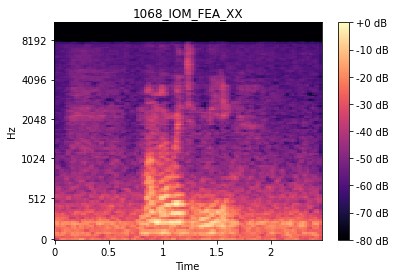 1068_IOM_FEA_XX
Hz
8192
4096
2048
1024
512
0
0
0.5
1
1.5
2
Time
+0 dB
-10 dB
-20 dB
-30 dB
-40 dB
-50 dB
-60 dB
-70 dB
-80 dB